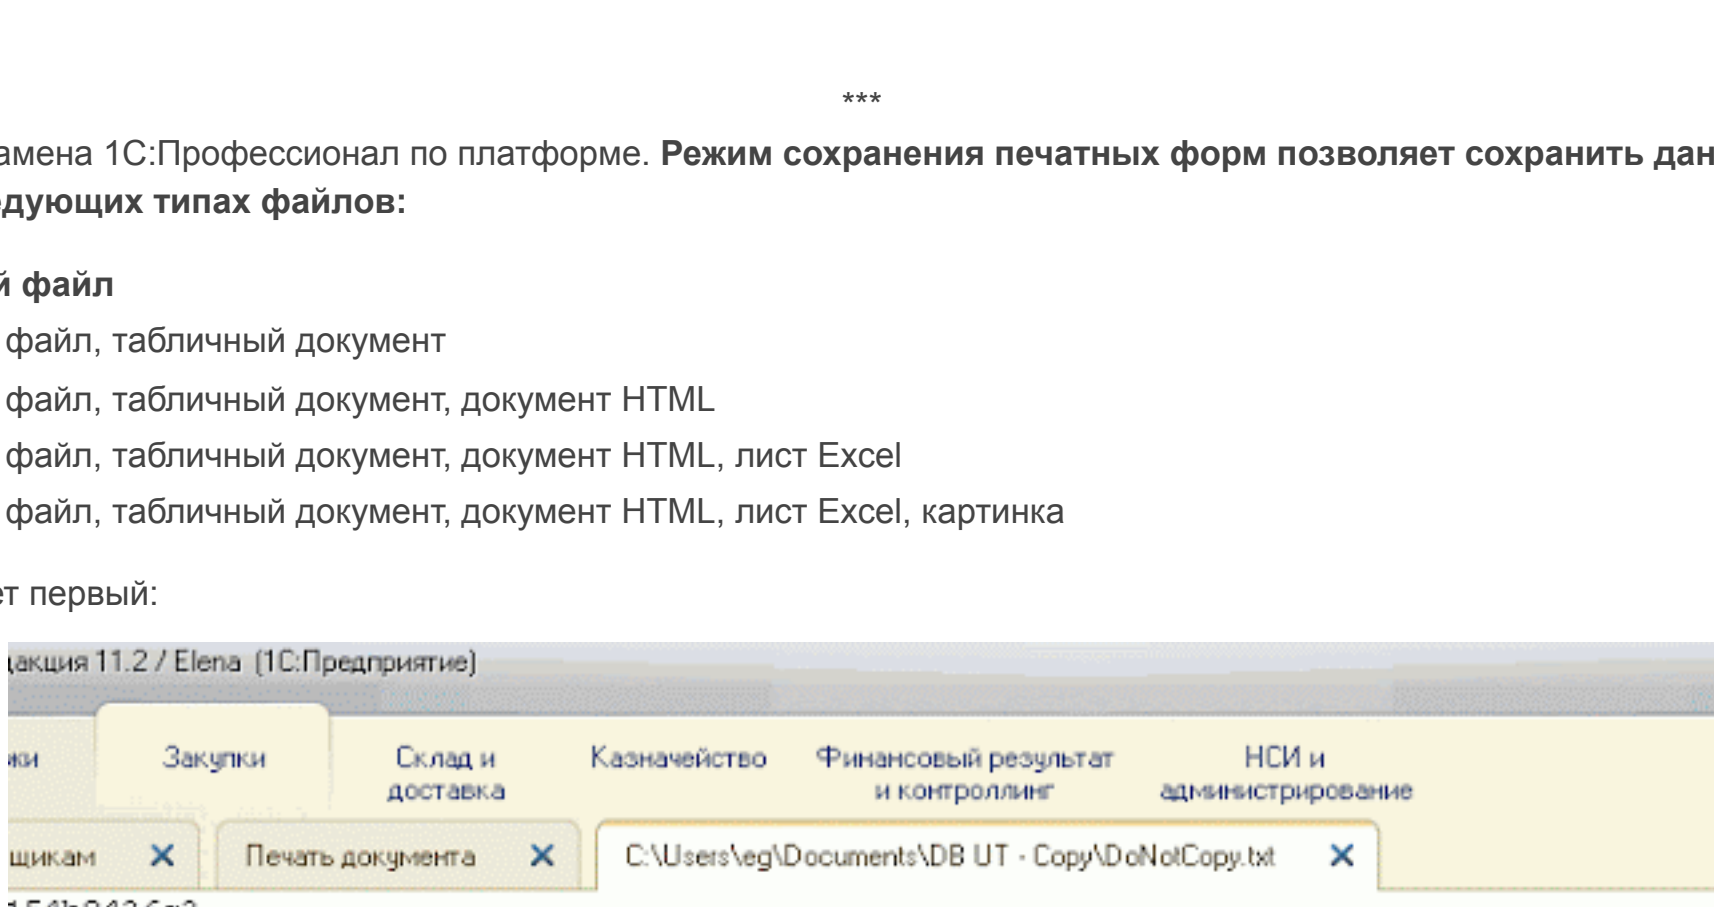 ***
амена 1С:Профессионал по платформе. Режим сохранения печатных форм позволяет сохранить дан
едующих типах файлов:
й файл
файл, табличный документ
файл, табличный документ, документ HTML
файл, табличный документ, документ HTML, лист Excel
файл, табличный документ, документ HTML, лист Excel, картинка
ет первый:
дакция 11.2 / Elena (1С:Предприятие)
жи Закупки Склад и доставка Казначейство Финансовый результат и контроллинг НСИ и администрирование
щикам Печать документа C:\Users\eg\Documents\DB UT - Copy\DoNotCopy.txt